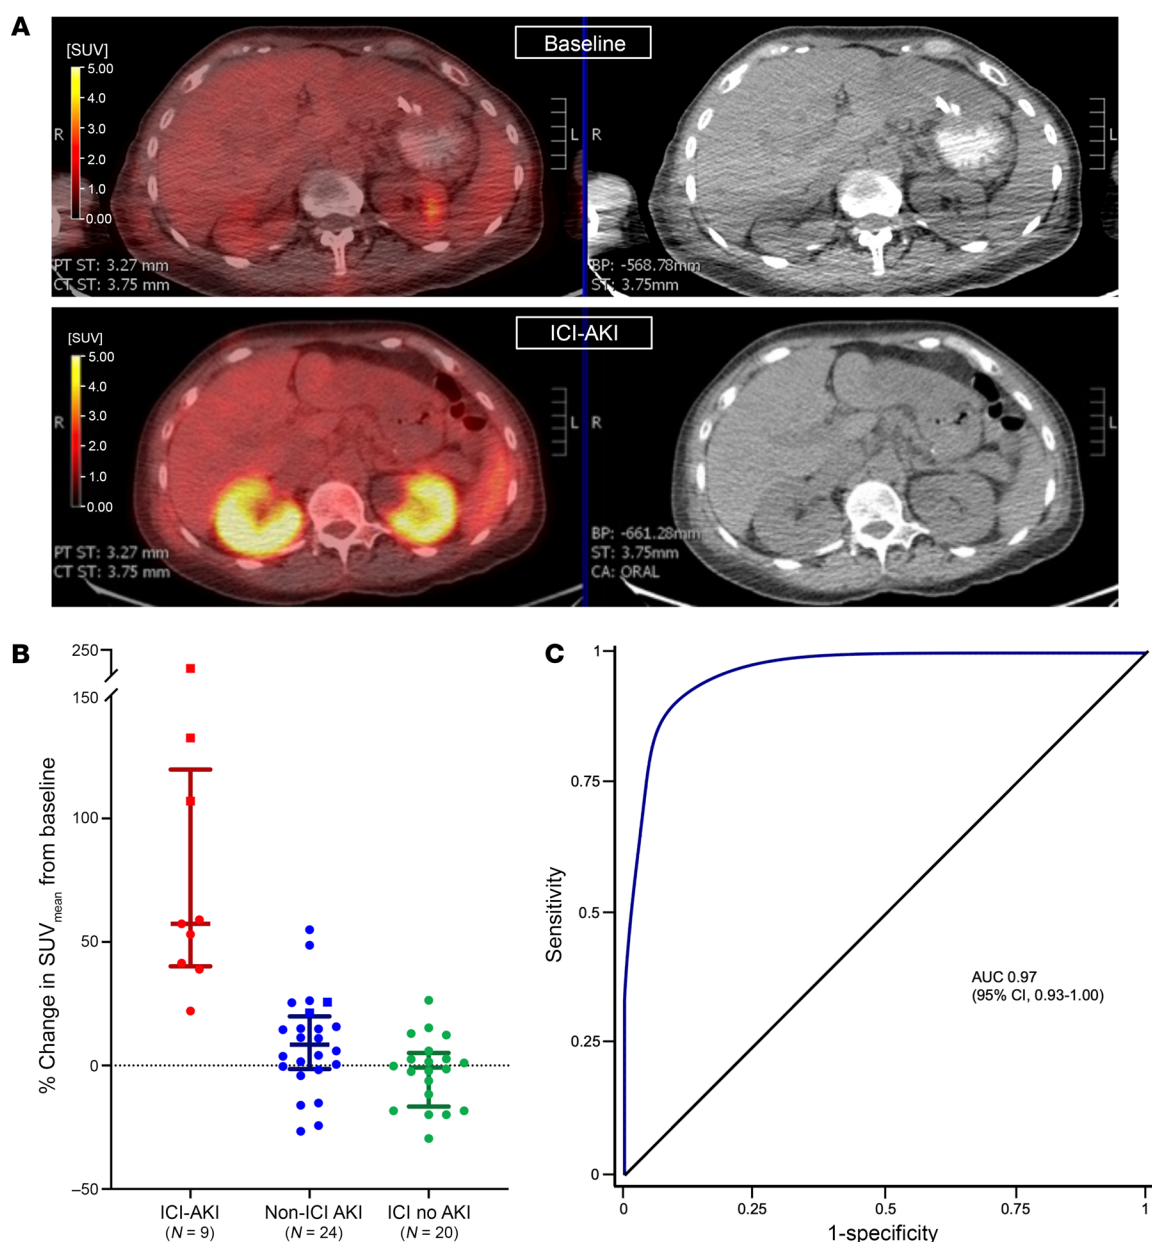 A
Baseline
[SUV]
5.00
4.0
3.0
2.0
1.0
0.00
R
L
PT ST: 3.27 mm
CT ST: 3.75 mm
R
L
BP: -568.78mm
ST: 3.75mm
ICI-AKI
[SUV]
5.00
4.0
3.0
2.0
1.0
0.00
R
L
PT ST: 3.27 mm
CT ST: 3.75 mm
R
L
BP: -661.28mm
ST: 3.75mm
CA: ORAL
B
% Change in SUVmean from baseline
250
150
100
50
0
–50
ICI-AKI
(N = 9)
Non-ICI AKI
(N = 24)
ICI no AKI
(N = 20)
C
Sensitivity
1
0.75
0.5
0.25
0
AUC 0.97
(95% CI, 0.93-1.00)
0
0.25
0.5
0.75
1
1-specificity